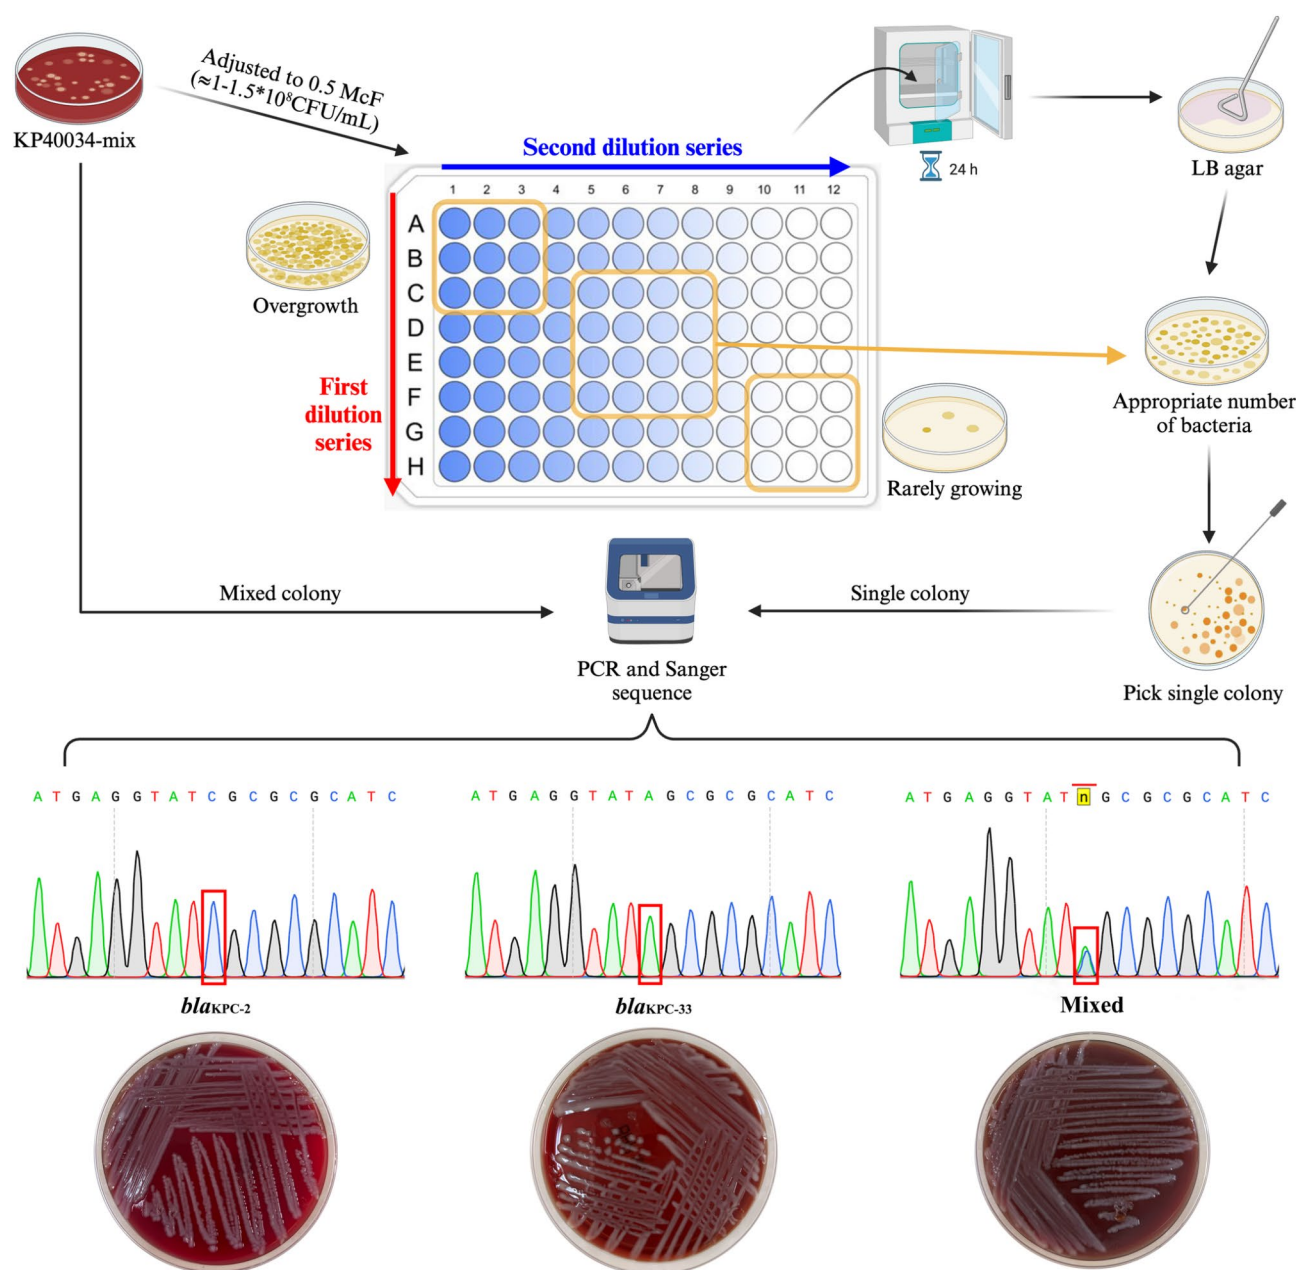 Adjusted to 0.5 McF
(≈1-1.5*10⁸CFU/mL)
KP40034-mix
24 h
LB agar
Second dilution series
1 2 3 4 5 6 7 8 9 10 11 12
A
B
C
D
E
F
G
H
Overgrowth
First
dilution
series
Appropriate number
of bacteria
Rarely growing
Mixed colony
Single colony
PCR and Sanger
sequence
Pick single colony
A T G A G G T A T C G C G C G C A T C
A T G A G G T A T A G C G C G C A T C
A T G A G G T A T n G C G C G C A T C
blaKPC-2
blaKPC-33
Mixed